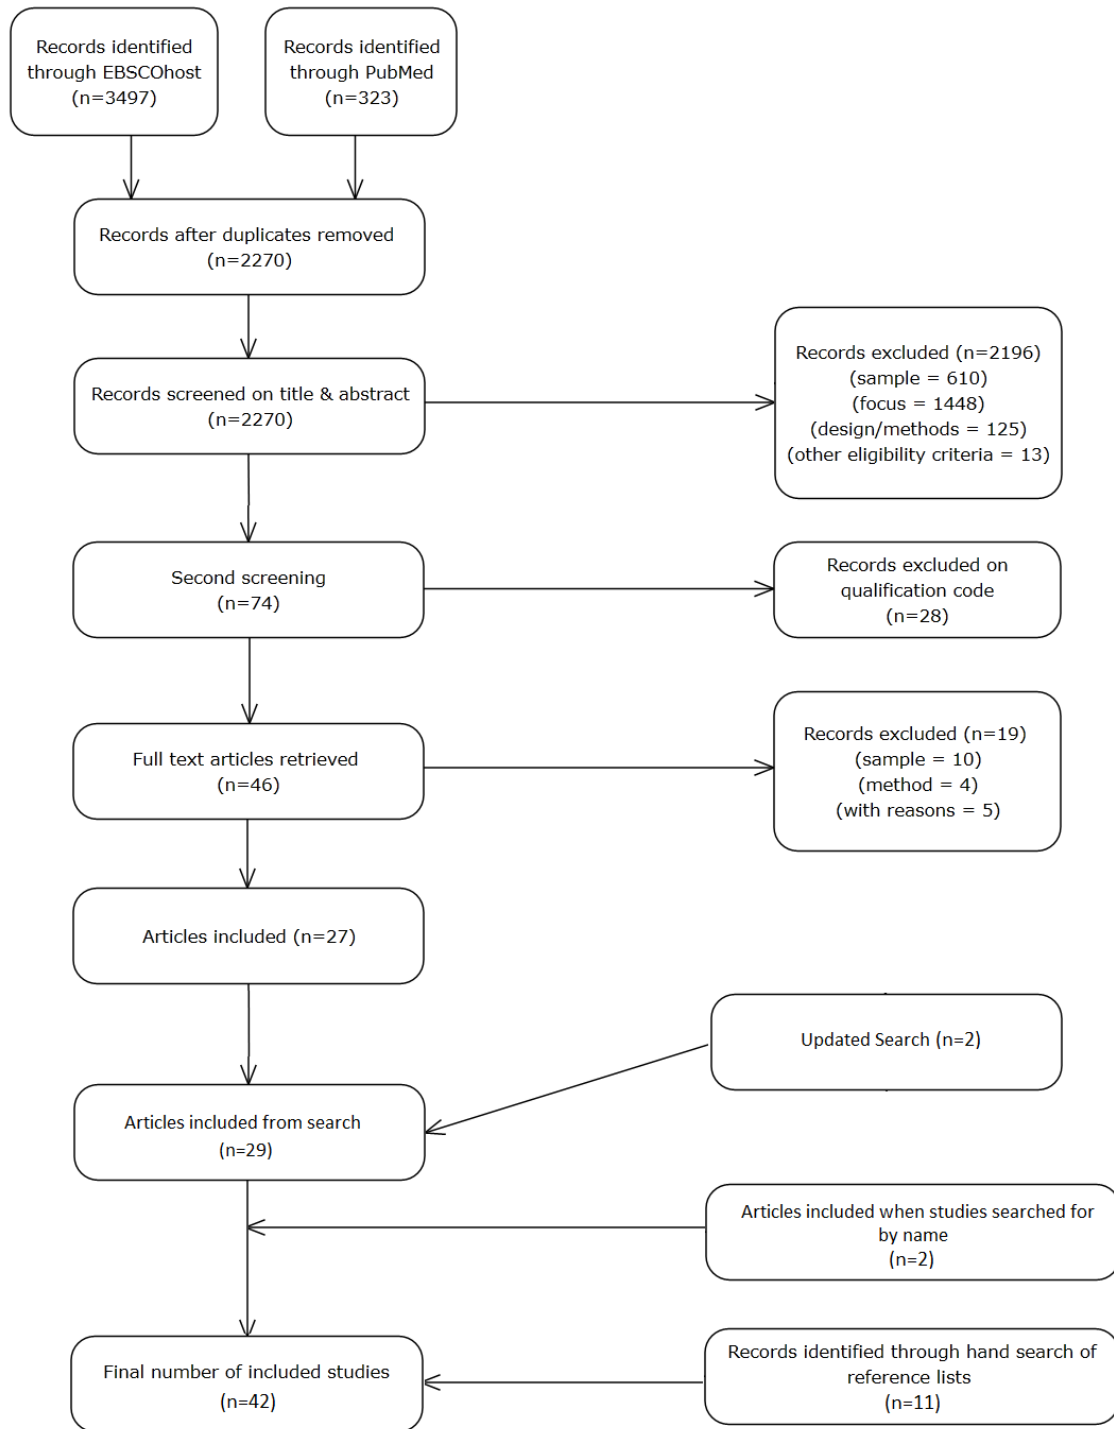 Records identified
through EBSCOhost
(n=3497)
Records identified
through PubMed
(n=323)
Records after duplicates removed
(n=2270)
Records screened on title & abstract
(n=2270)
Records excluded (n=2196)
(sample = 610)
(focus = 1448)
(design/methods = 125)
(other eligibility criteria = 13)
Second screening
(n=74)
Records excluded on
qualification code
(n=28)
Full text articles retrieved
(n=46)
Records excluded (n=19)
(sample = 10)
(method = 4)
(with reasons = 5)
Articles included (n=27)
Updated Search (n=2)
Articles included from search
(n=29)
Articles included when studies searched for
by name
(n=2)
Final number of included studies
(n=42)
Records identified through hand search of
reference lists
(n=11)